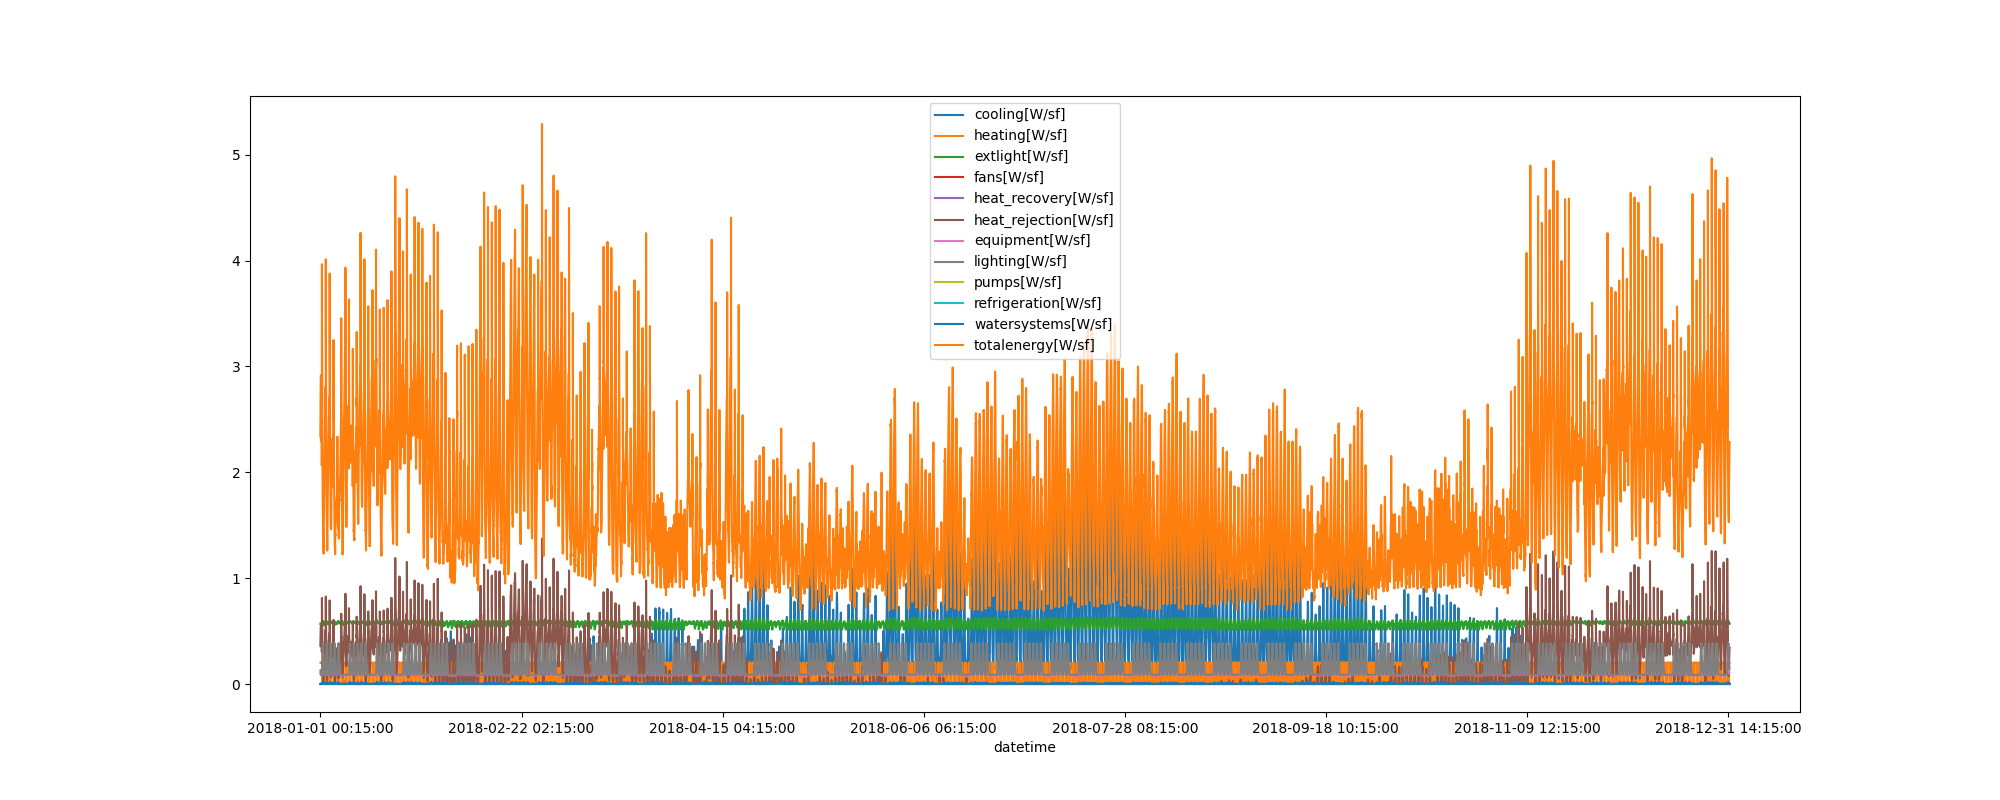 cooling[W/sf]
heating[W/sf]
extlight[W/sf]
fans[W/sf]
heat_recovery[W/sf]
heat_rejection[W/sf]
equipment[W/sf]
lighting[W/sf]
pumps[W/sf]
refrigeration[W/sf]
watersystems[W/sf]
totalenergy[W/sf]
5
4
3
2
1
0
2018-01-01 00:15:00 2018-02-22 02:15:00 2018-04-15 04:15:00 2018-06-06 06:15:00 2018-07-28 08:15:00 2018-09-18 10:15:00 2018-11-09 12:15:00 2018-12-31 14:15:00
datetime